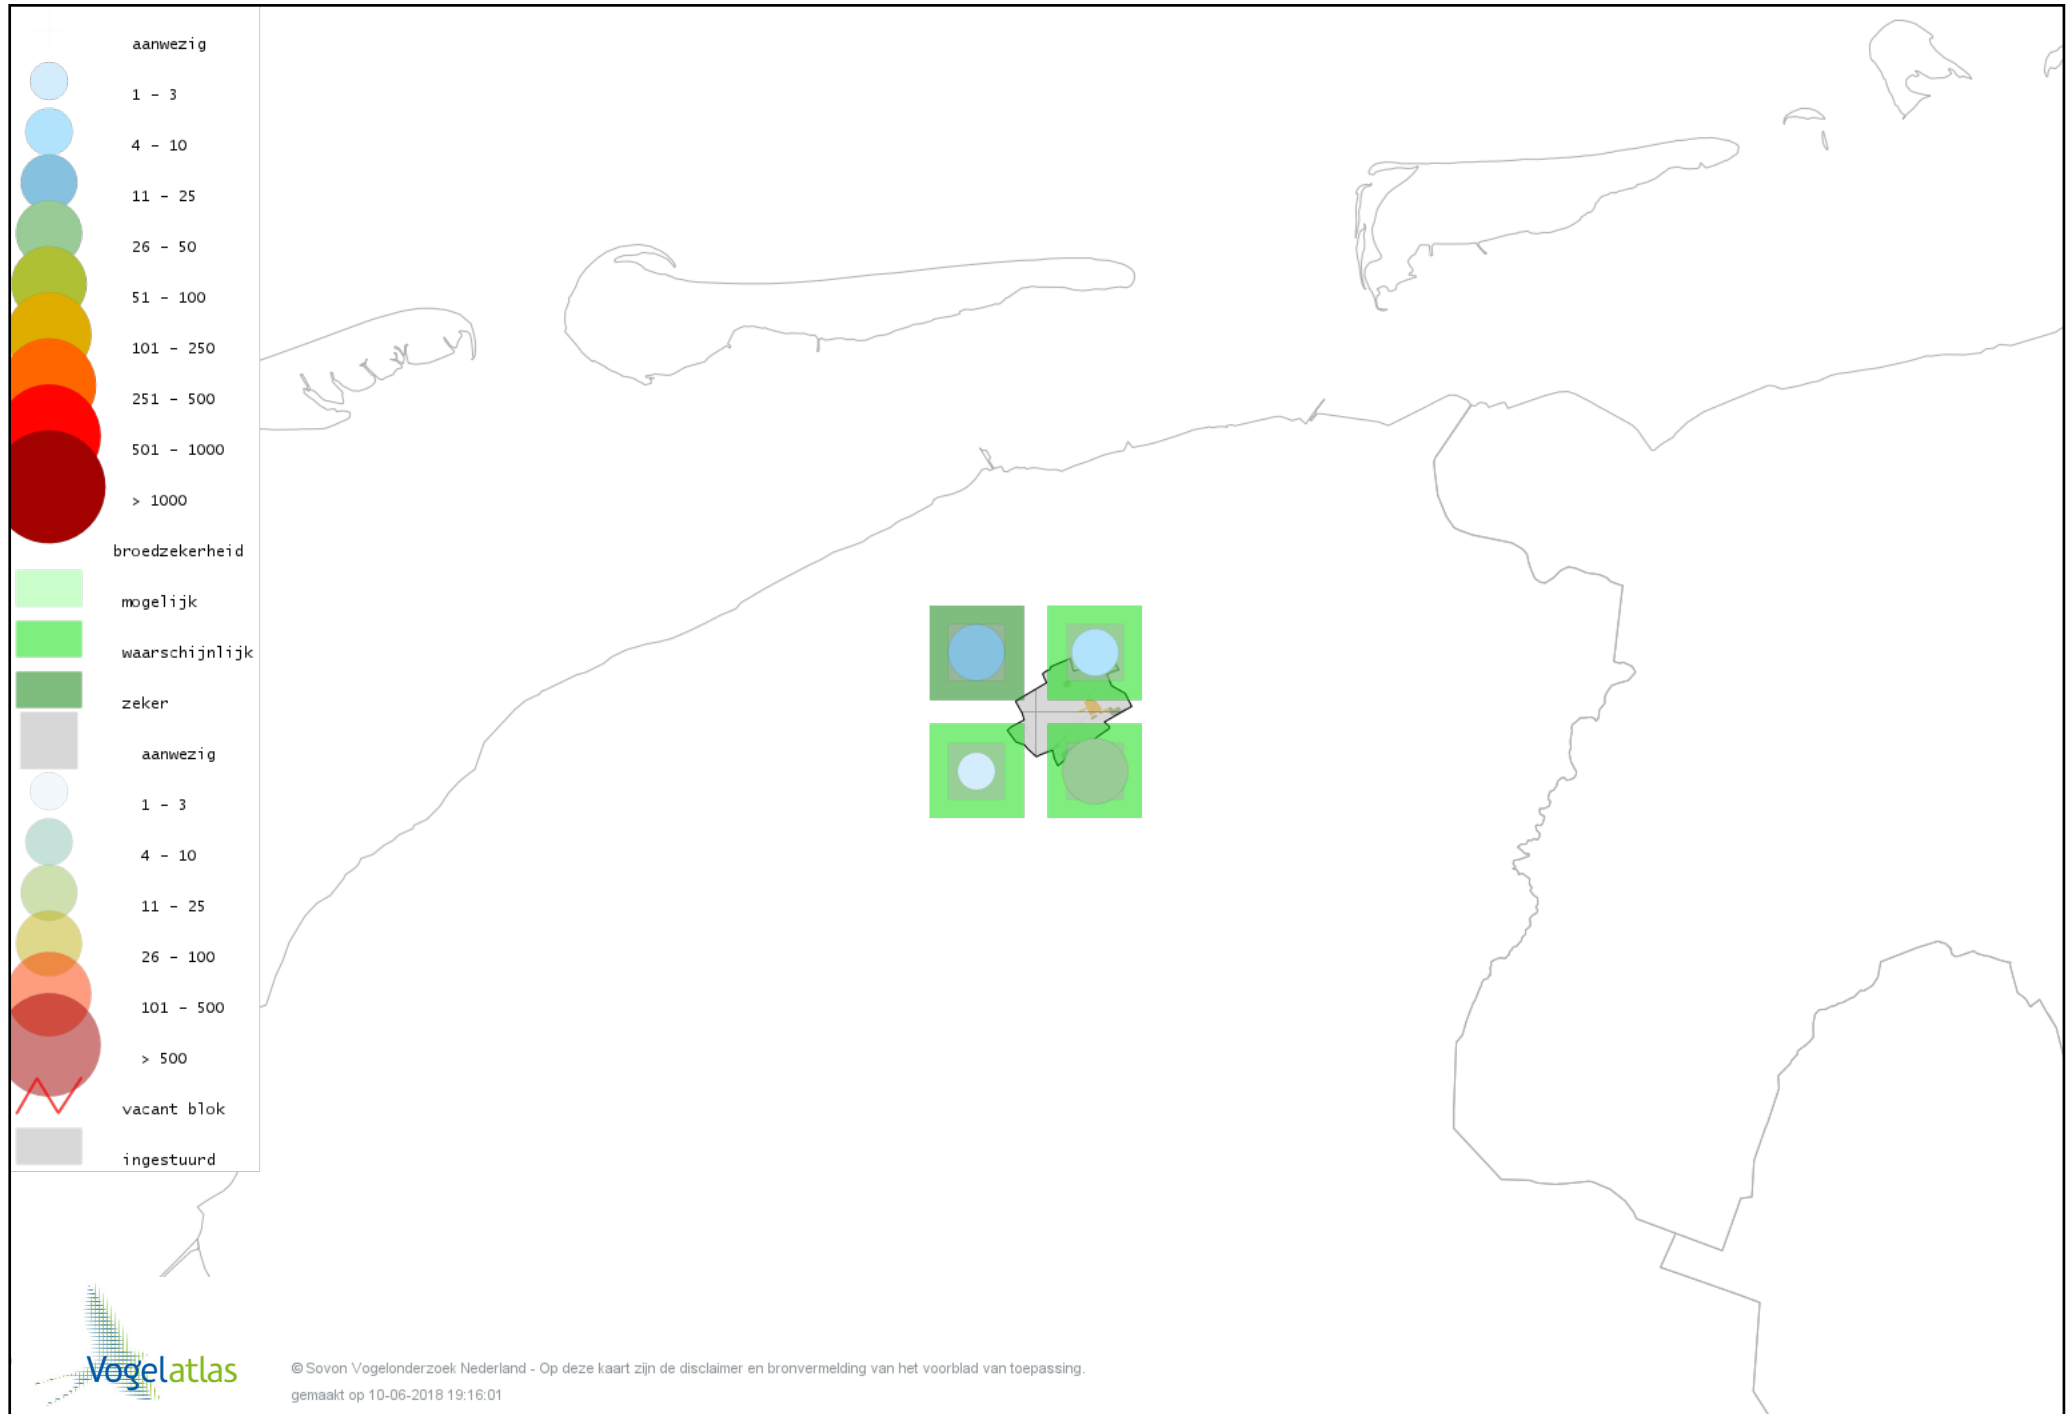 aanwezig
1 - 3
4 - 10
11 - 25
26 - 50
51 - 100
101 - 250
251 - 500
501 - 1000
> 1000
broedzekerheid
mogelijk
waarschijnlijk
zeker
aanwezig
1 - 3
4 - 10
11 - 25
26 - 100
101 - 500
> 500
vacant blok
ingestuurd
Vogelatlas
© Sovon Vogelonderzoek Nederland - Op deze kaart zijn de disclaimer en bronvermelding van het voorblad van toepassing.
gemaakt op 10-06-2018 19:16:01